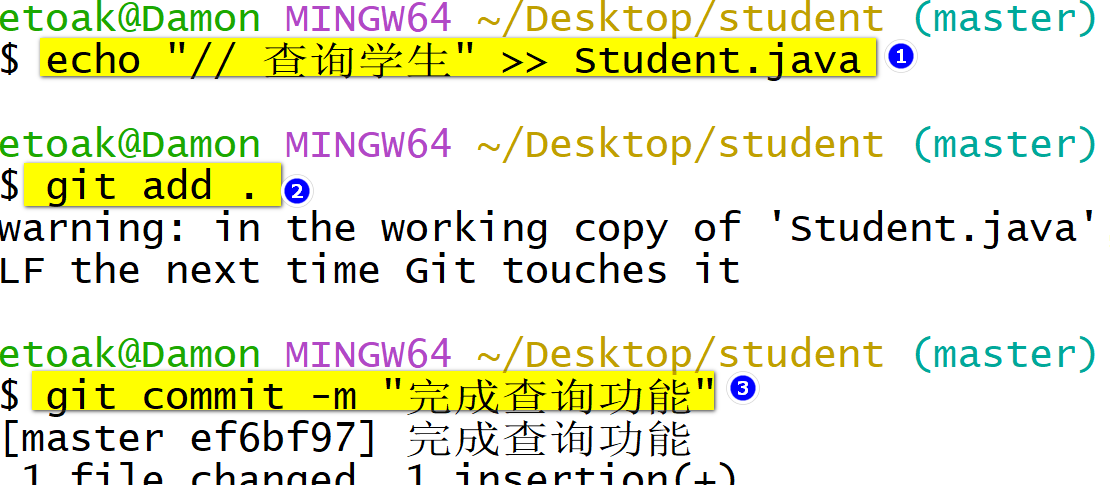 etoak@Damon MINGW64 ~/Desktop/student (master)
$ echo "// 查询学生" >> Student.java 1
etoak@Damon MINGW64 ~/Desktop/student (master)
$ git add . 2
warning: in the working copy of 'Student.java'
LF the next time Git touches it
etoak@Damon MINGW64 ~/Desktop/student (master)
$ git commit -m "完成查询功能" 3
[master ef6bf97] 完成查询功能
1 file changed, 1 insertion(+)